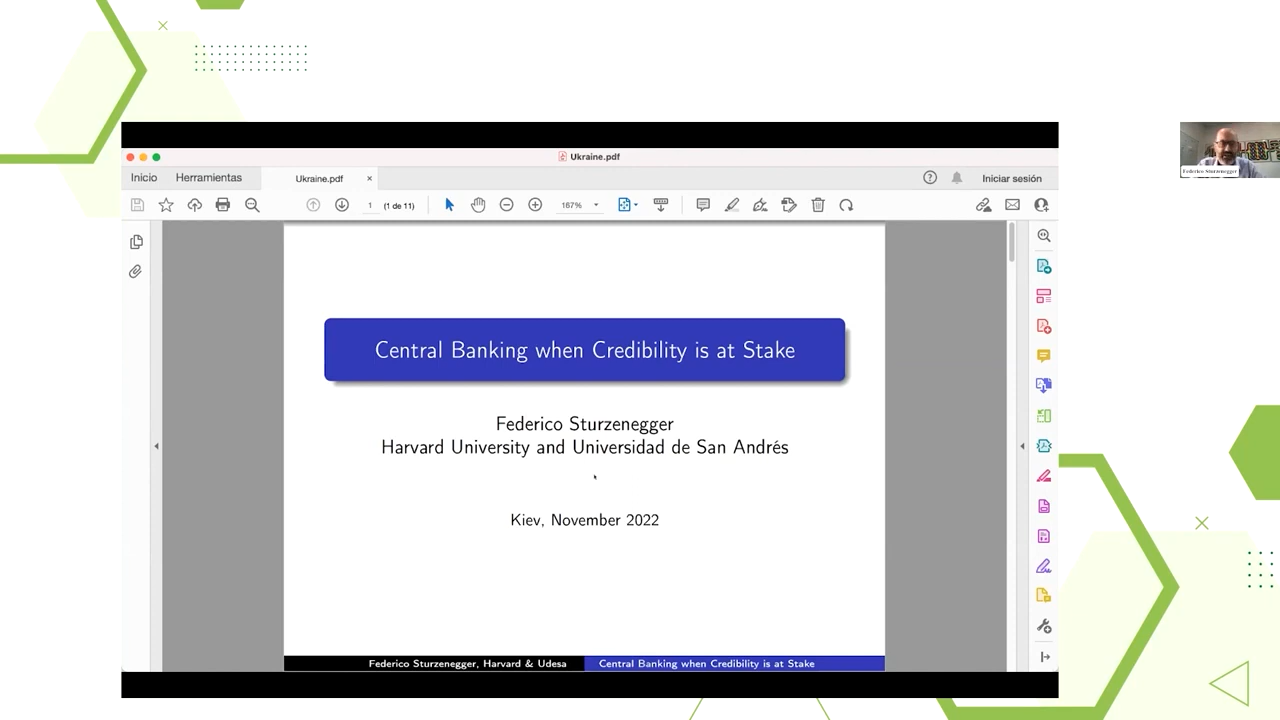 Ukraine.pdf
Inicio
Herramientas
Ukraine.pdf
×
Iniciar sesión
1
(1 de 11)
167%
Central Banking when Credibility is at Stake
Federico Sturzenegger
Harvard University and Universidad de San Andrés
Kiev, November 2022
Federico Sturzenegger, Harvard & Udesa
Central Banking when Credibility is at Stake
Federico Sturzenegger